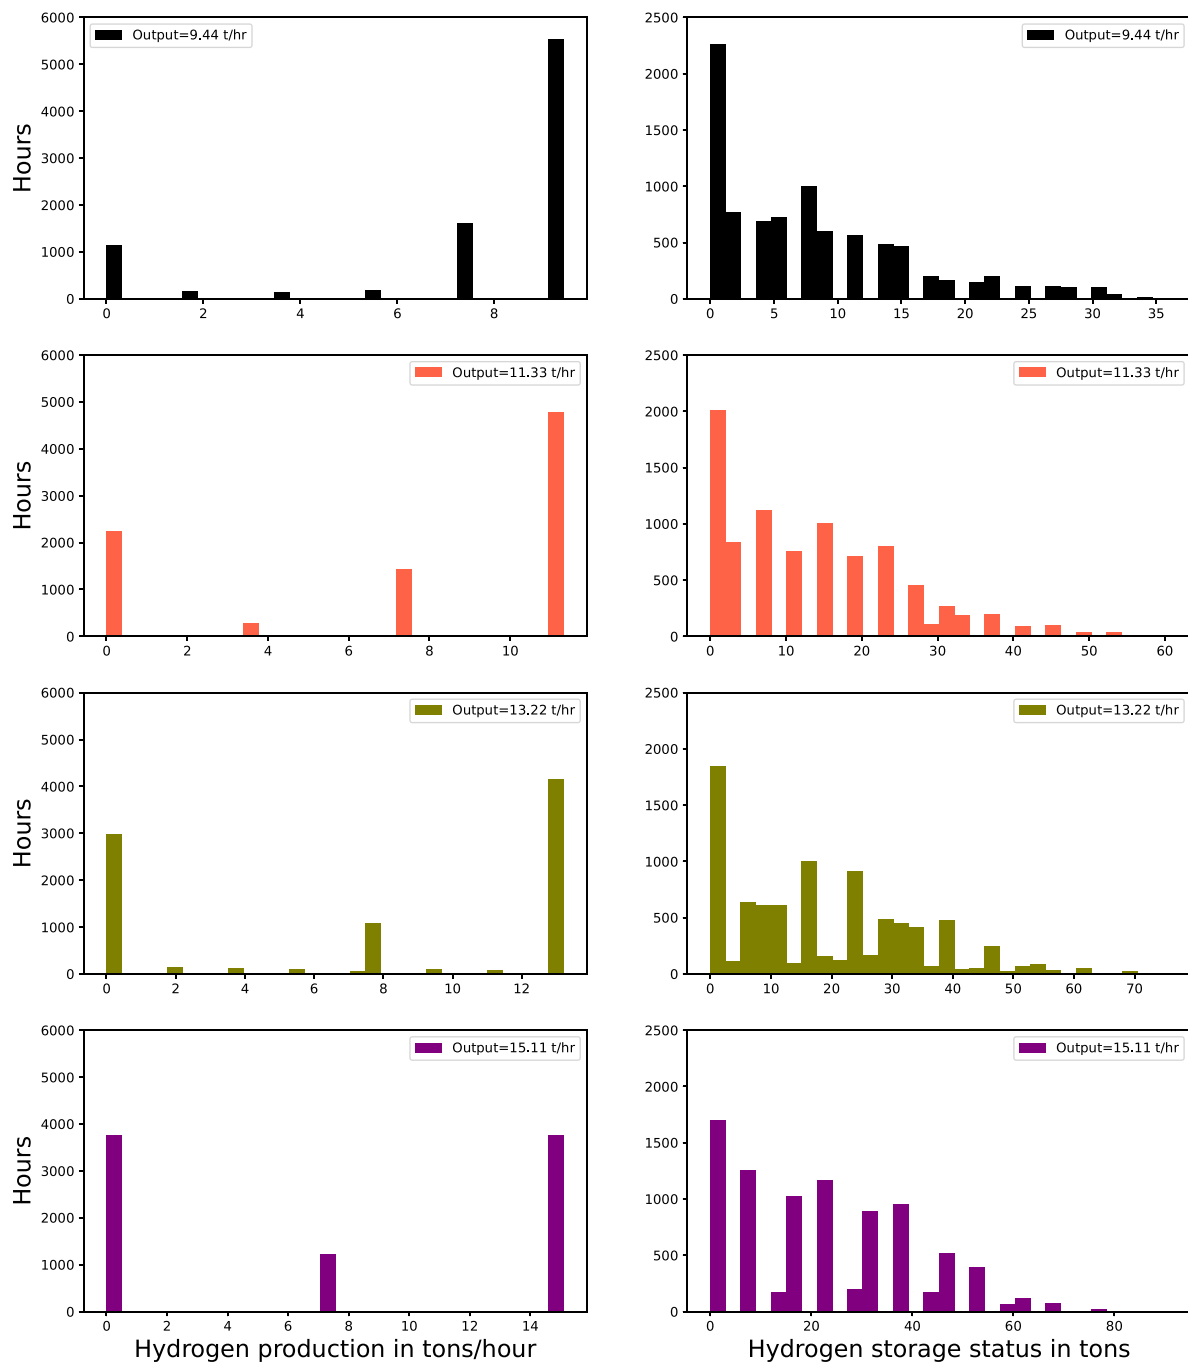 Output=9.44 t/hr
Hours
6000
5000
4000
3000
2000
1000
0
0 2 4 6 8
Output=9.44 t/hr
2500
2000
1500
1000
500
0
0 5 10 15 20 25 30 35
Output=11.33 t/hr
Hours
6000
5000
4000
3000
2000
1000
0
0 2 4 6 8 10
Output=11.33 t/hr
2500
2000
1500
1000
500
0
0 10 20 30 40 50 60
Output=13.22 t/hr
Hours
6000
5000
4000
3000
2000
1000
0
0 2 4 6 8 10 12
Output=13.22 t/hr
2500
2000
1500
1000
500
0
0 10 20 30 40 50 60 70
Output=15.11 t/hr
Hours
6000
5000
4000
3000
2000
1000
0
0 2 4 6 8 10 12 14
Hydrogen production in tons/hour
Output=15.11 t/hr
2500
2000
1500
1000
500
0
0 20 40 60 80
Hydrogen storage status in tons